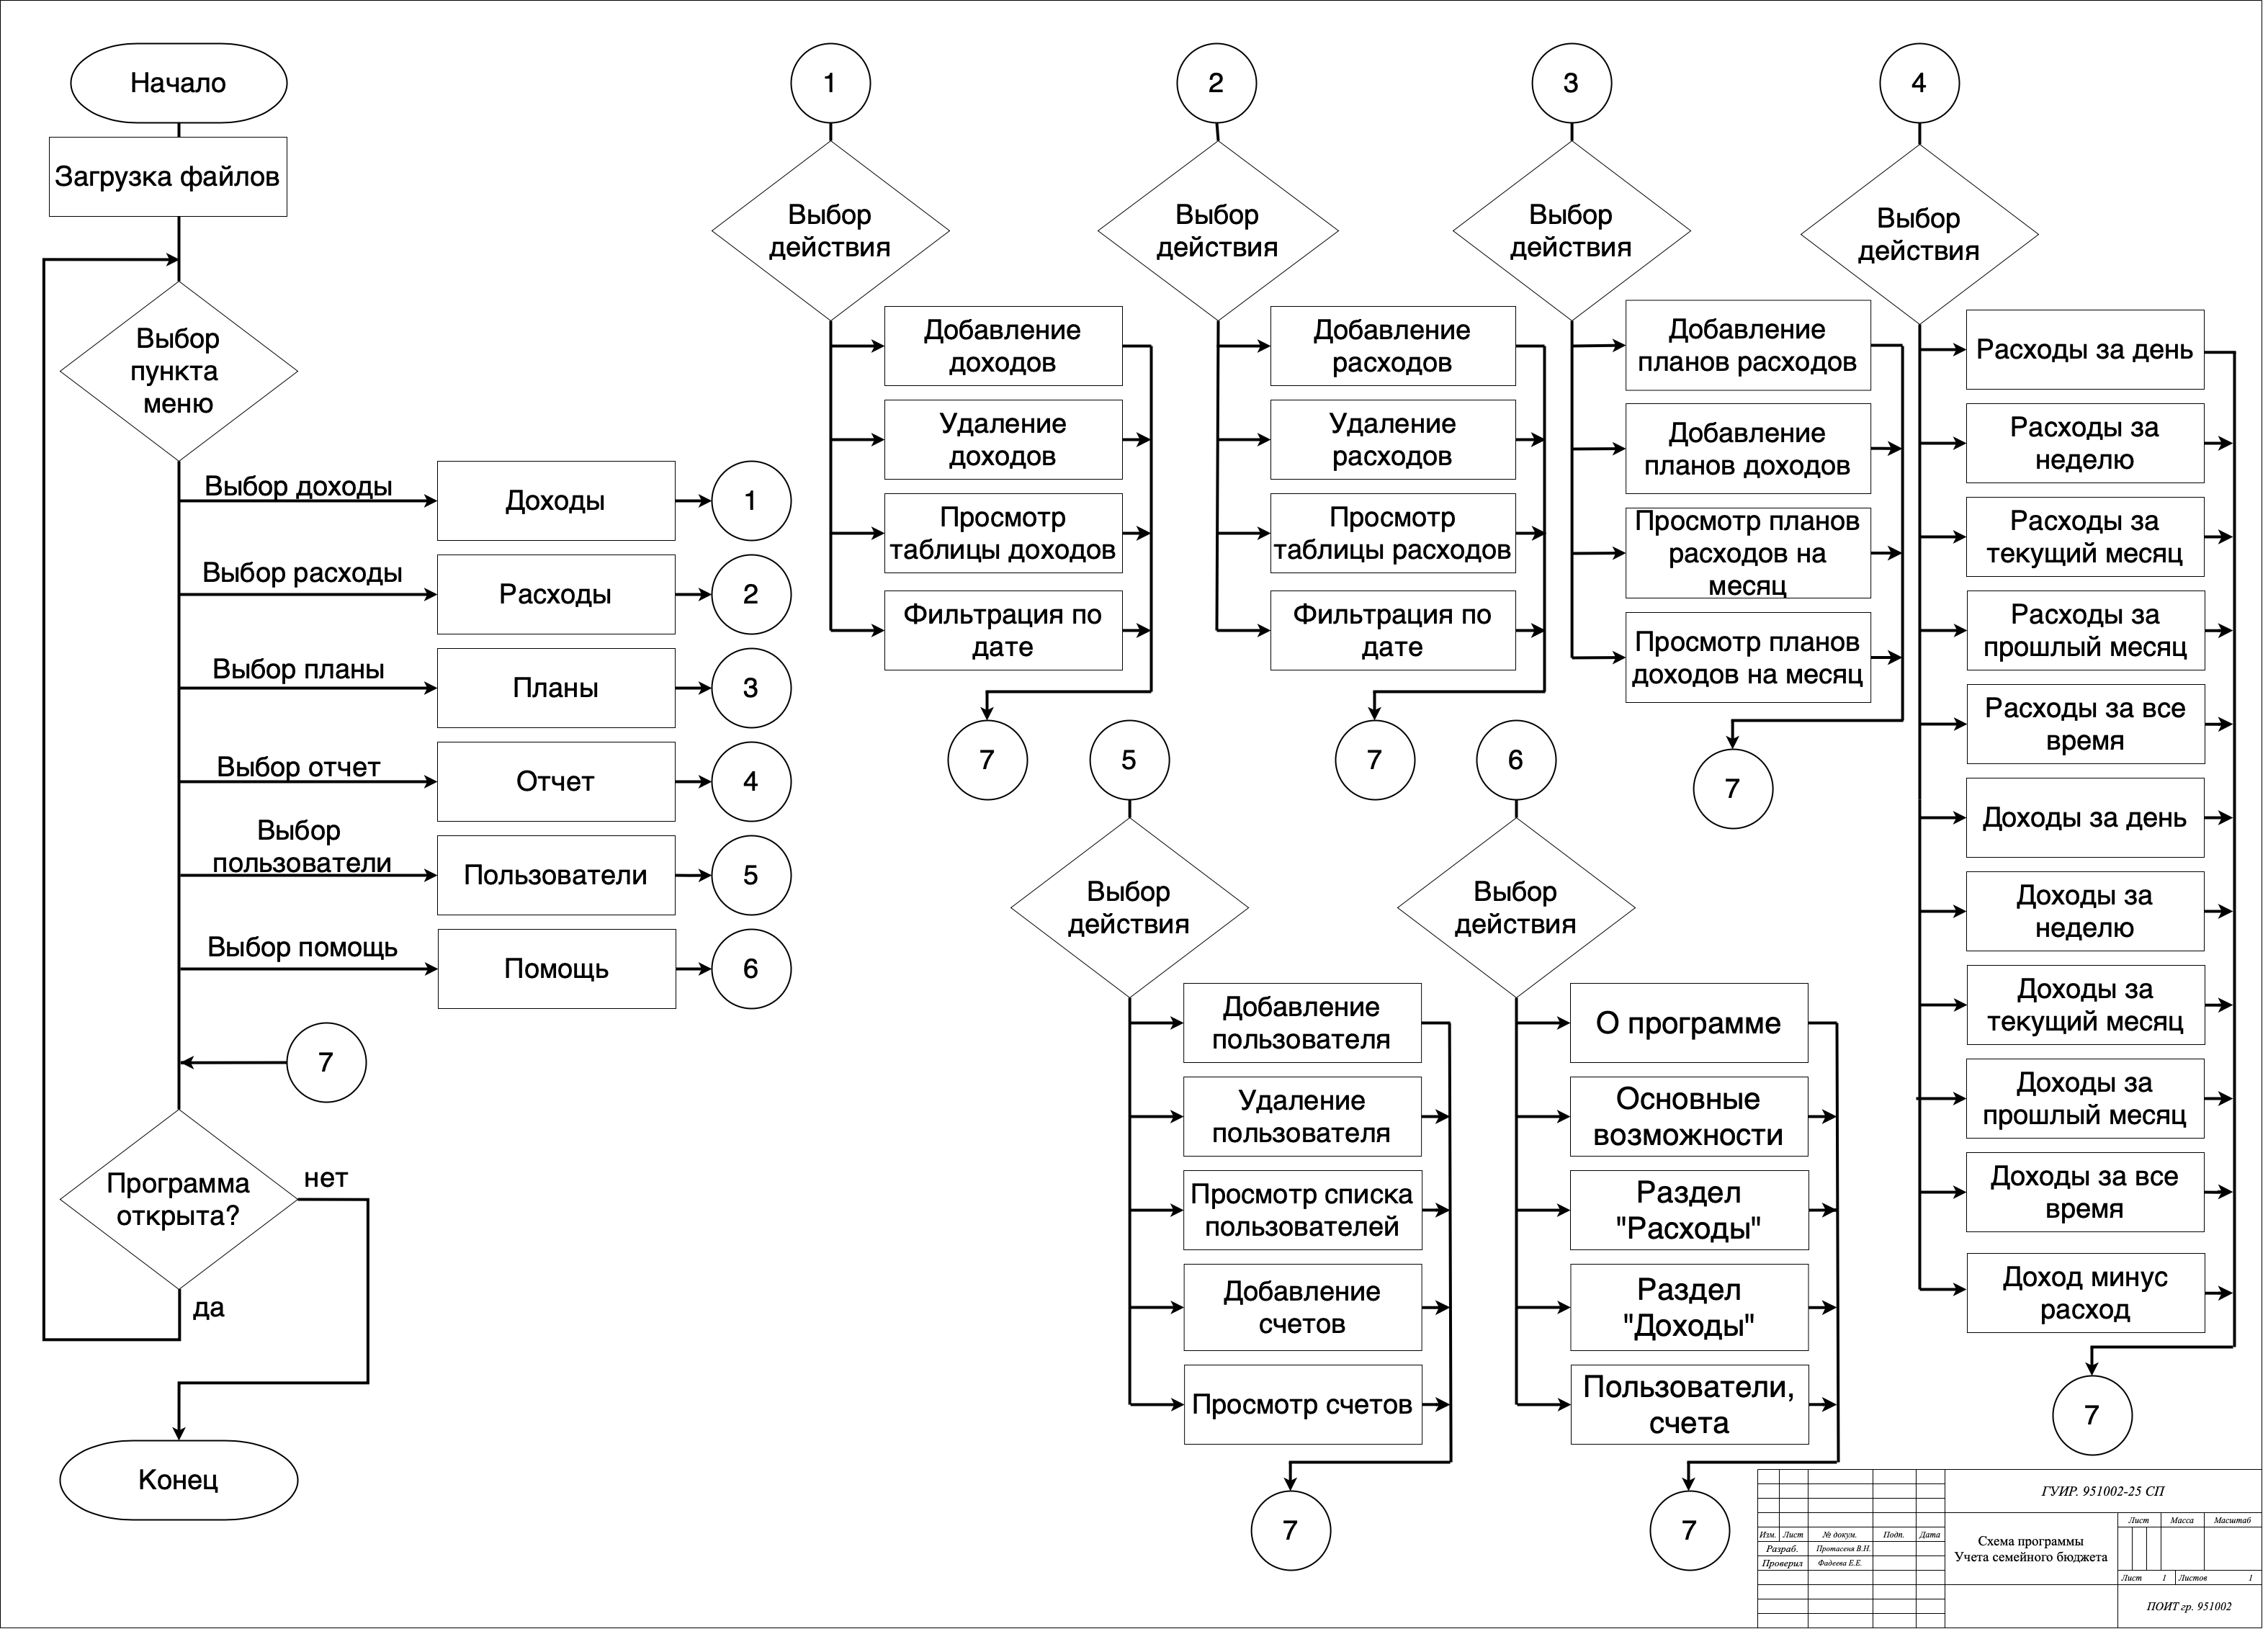 Начало
Загрузка файлов
Выбор
пункта
меню
Выбор доходы
Доходы
1
Выбор расходы
Расходы
2
Выбор планы
Планы
3
Выбор отчет
Отчет
4
Выбор
пользователи
Пользователи
5
Выбор помощь
Помощь
6
7
Программа
открыта?
нет
да
Конец
1
Выбор
действия
Добавление
доходов
Удаление
доходов
Просмотр
таблицы доходов
Фильтрация по
дате
7
2
Выбор
действия
Добавление
расходов
Удаление
расходов
Просмотр
таблицы расходов
Фильтрация по
дате
7
3
Выбор
действия
Добавление
планов расходов
Добавление
планов доходов
Просмотр планов
расходов на
месяц
Просмотр планов
доходов на месяц
7
4
Выбор
действия
Расходы за день
Расходы за
неделю
Расходы за
текущий месяц
Расходы за
прошлый месяц
Расходы за все
время
Доходы за день
Доходы за
неделю
Доходы за
текущий месяц
Доходы за
прошлый месяц
Доходы за все
время
Доход минус
расход
7
5
Выбор
действия
Добавление
пользователя
Удаление
пользователя
Просмотр списка
пользователей
Добавление
счетов
Просмотр счетов
7
6
Выбор
действия
О программе
Основные
возможности
Раздел
"Расходы"
Раздел
"Доходы"
Пользователи,
счета
7
ГУИР. 951002-25 СП
Изм. Лист № докум. Подп. Дата
Разраб. Протасеня В.Н.
Проверил Фадеева Е.Е.
Схема программы
Учета семейного бюджета
Лист Масса Масштаб
Лист 1 Листов 1
ПОИТ гр. 951002